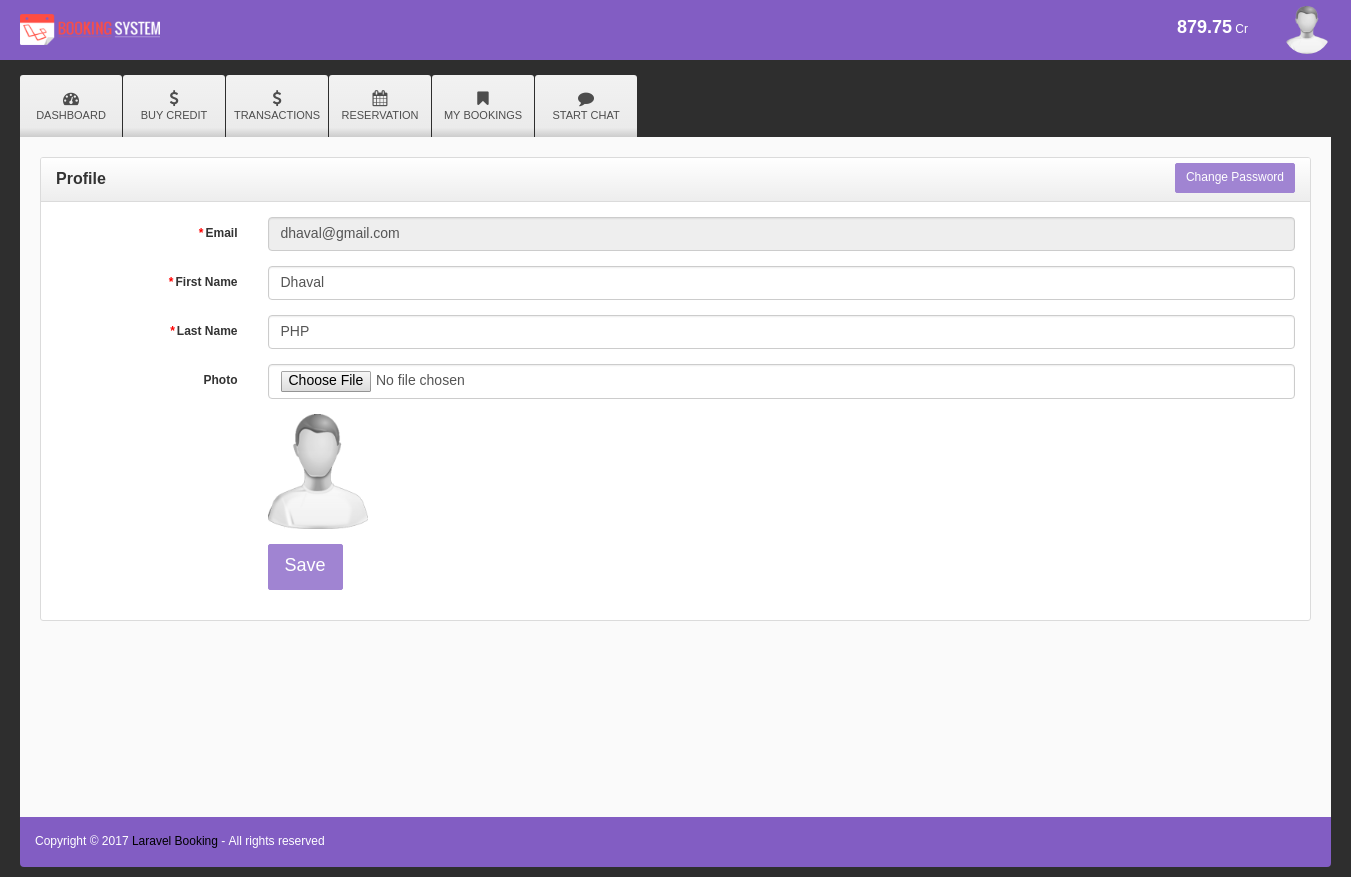 BOOKING SYSTEM
879.75 Cr
DASHBOARD
BUY CREDIT
TRANSACTIONS
RESERVATION
MY BOOKINGS
START CHAT
Profile
Change Password
*Email
dhaval@gmail.com
*First Name
Dhaval
*Last Name
PHP
Photo
Choose File No file chosen
Save
Copyright © 2017 Laravel Booking - All rights reserved